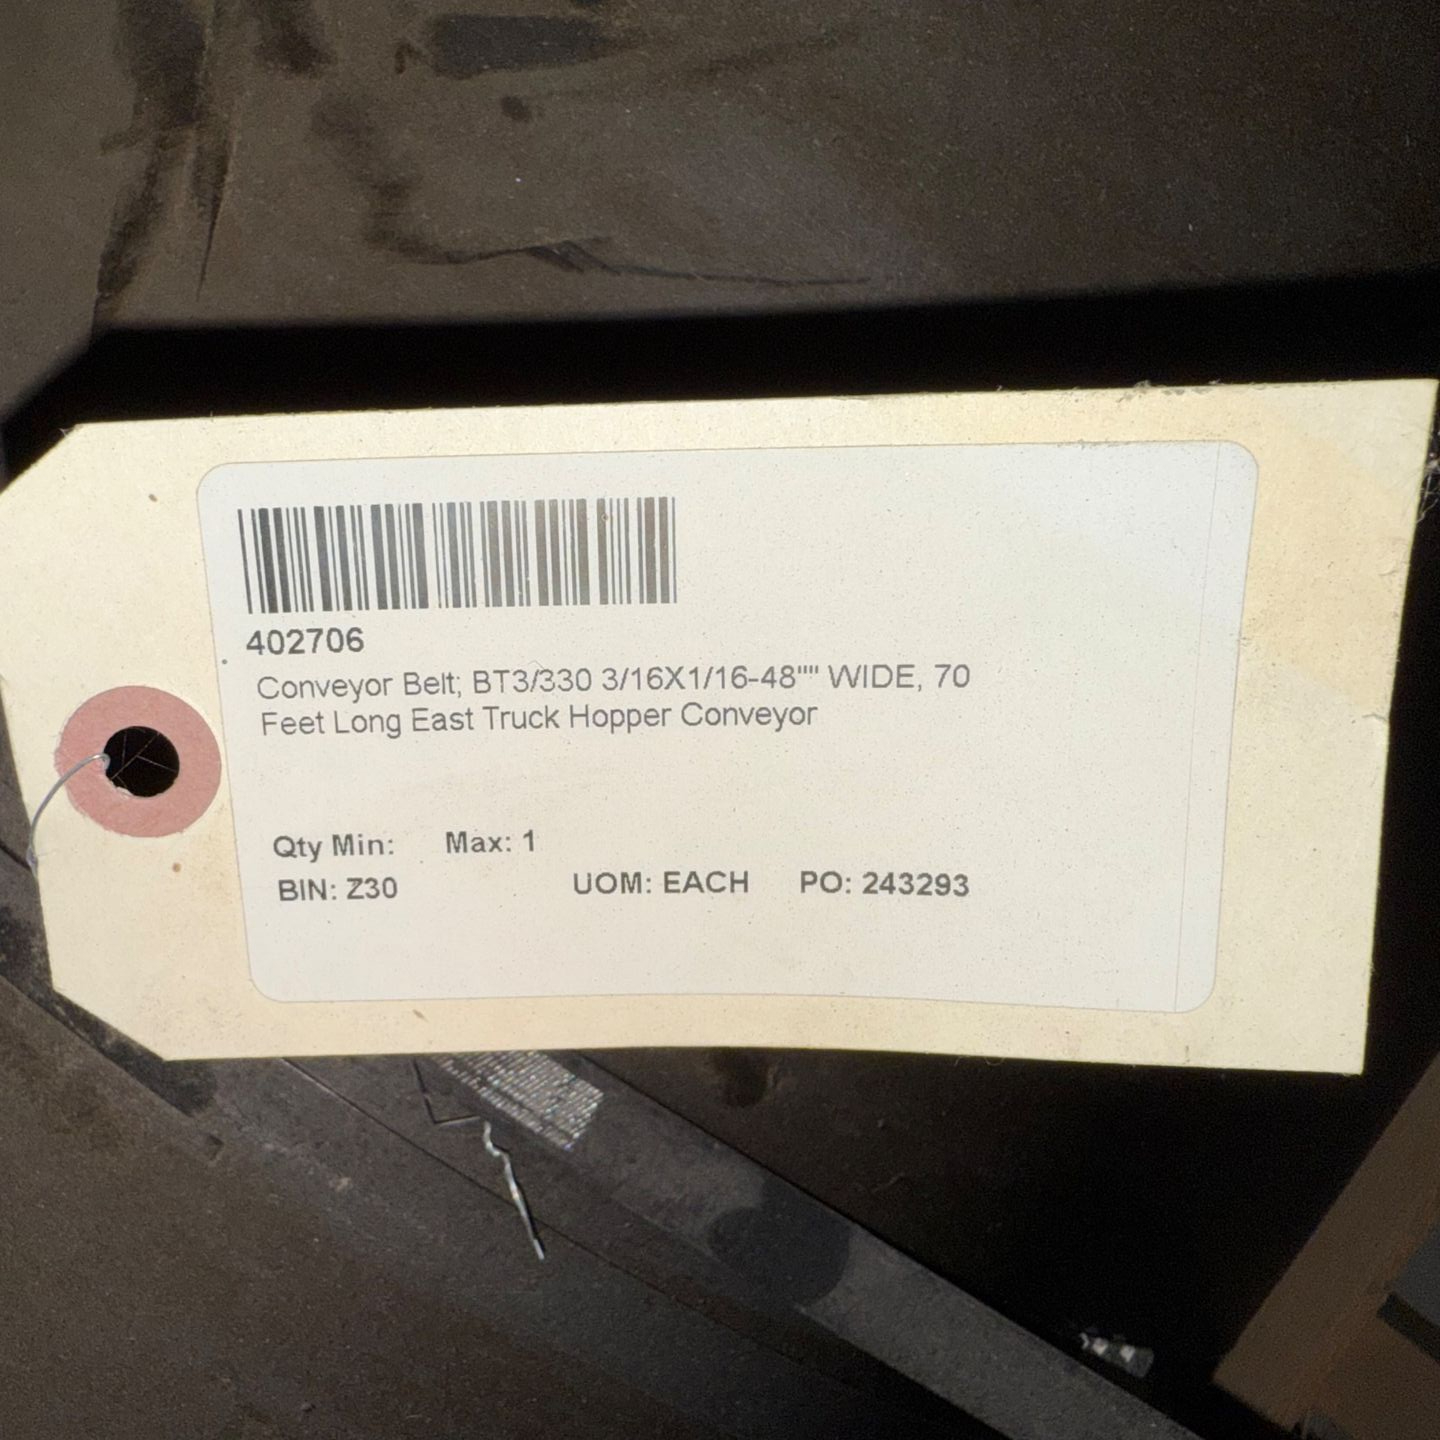 402706
Conveyor Belt; BT3/330 3/16X1/16-48"" WIDE, 70
Feet Long East Truck Hopper Conveyor
Qty Min: Max: 1
BIN: Z30 UOM: EACH PO: 243293